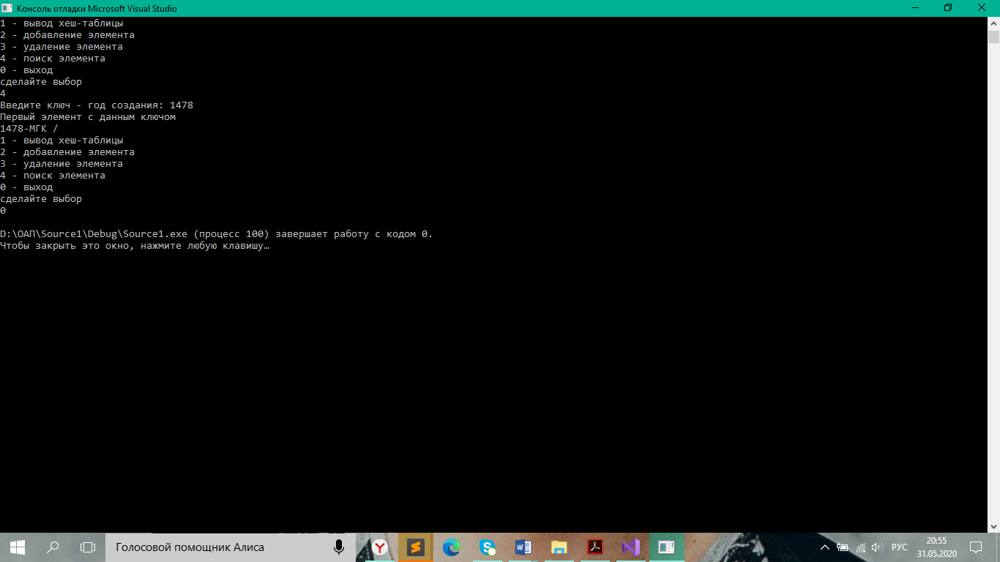 Консоль отладки Microsoft Visual Studio
1 - вывод хеш-таблицы
2 - добавление элемента
3 - удаление элемента
4 - поиск элемента
0 - выход
сделайте выбор
4
Введите ключ - год создания: 1478
Первый элемент с данным ключом
1478-МГК /
1 - вывод хеш-таблицы
2 - добавление элемента
3 - удаление элемента
4 - поиск элемента
0 - выход
сделайте выбор
0
D:\ОАП\Source1\Debug\Source1.exe (процесс 100) завершает работу с кодом 0.
Чтобы закрыть это окно, нажмите любую клавишу…
Голосовой помощник Алиса
РУС
20:55
31.05.2020